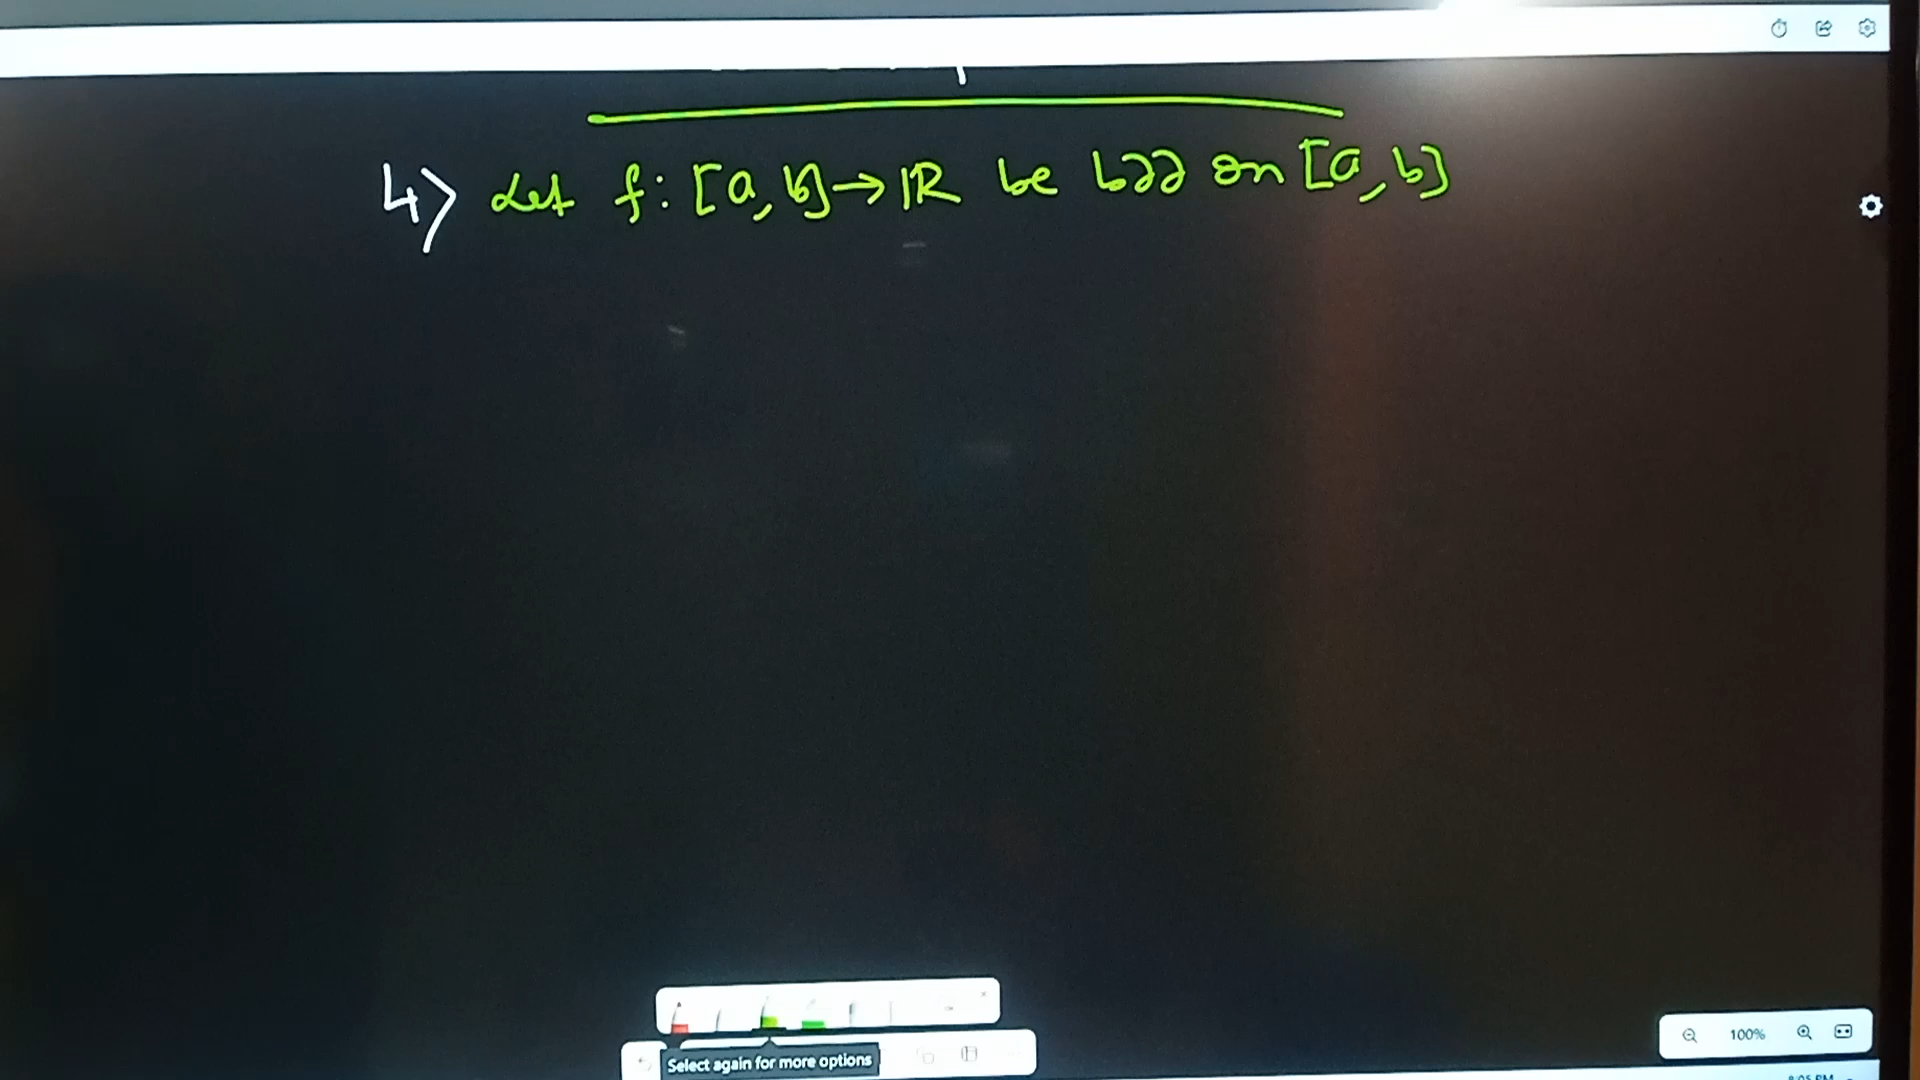 4) Let f: [a, b] → ℝ be bdd on [a, b]
Select again for more options
100%